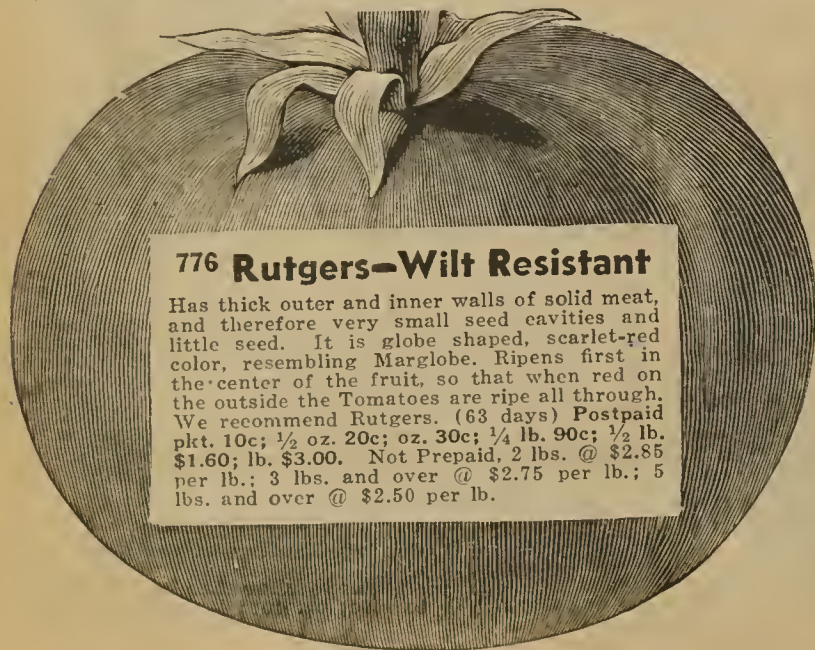 776 Rutgers—Wilt Resistant
Has thick outer and inner walls of solid meat,
and therefore very small seed cavities and
little seed. It is globe shaped, scarlet-red
color, resembling Marglobe. Ripens first in
the center of the fruit, so that when red on
the outside the Tomatoes are ripe all through.
We recommend Rutgers. (63 days) Postpaid
pkt. 10c; ½ oz. 20c; oz. 30c; ¼ lb. 90c; ½ lb.
$1.60; lb. $3.00. Not Prepaid, 2 lbs. @ $2.85
per lb.; 3 lbs. and over @ $2.75 per lb.; 5
lbs. and over @ $2.50 per lb.